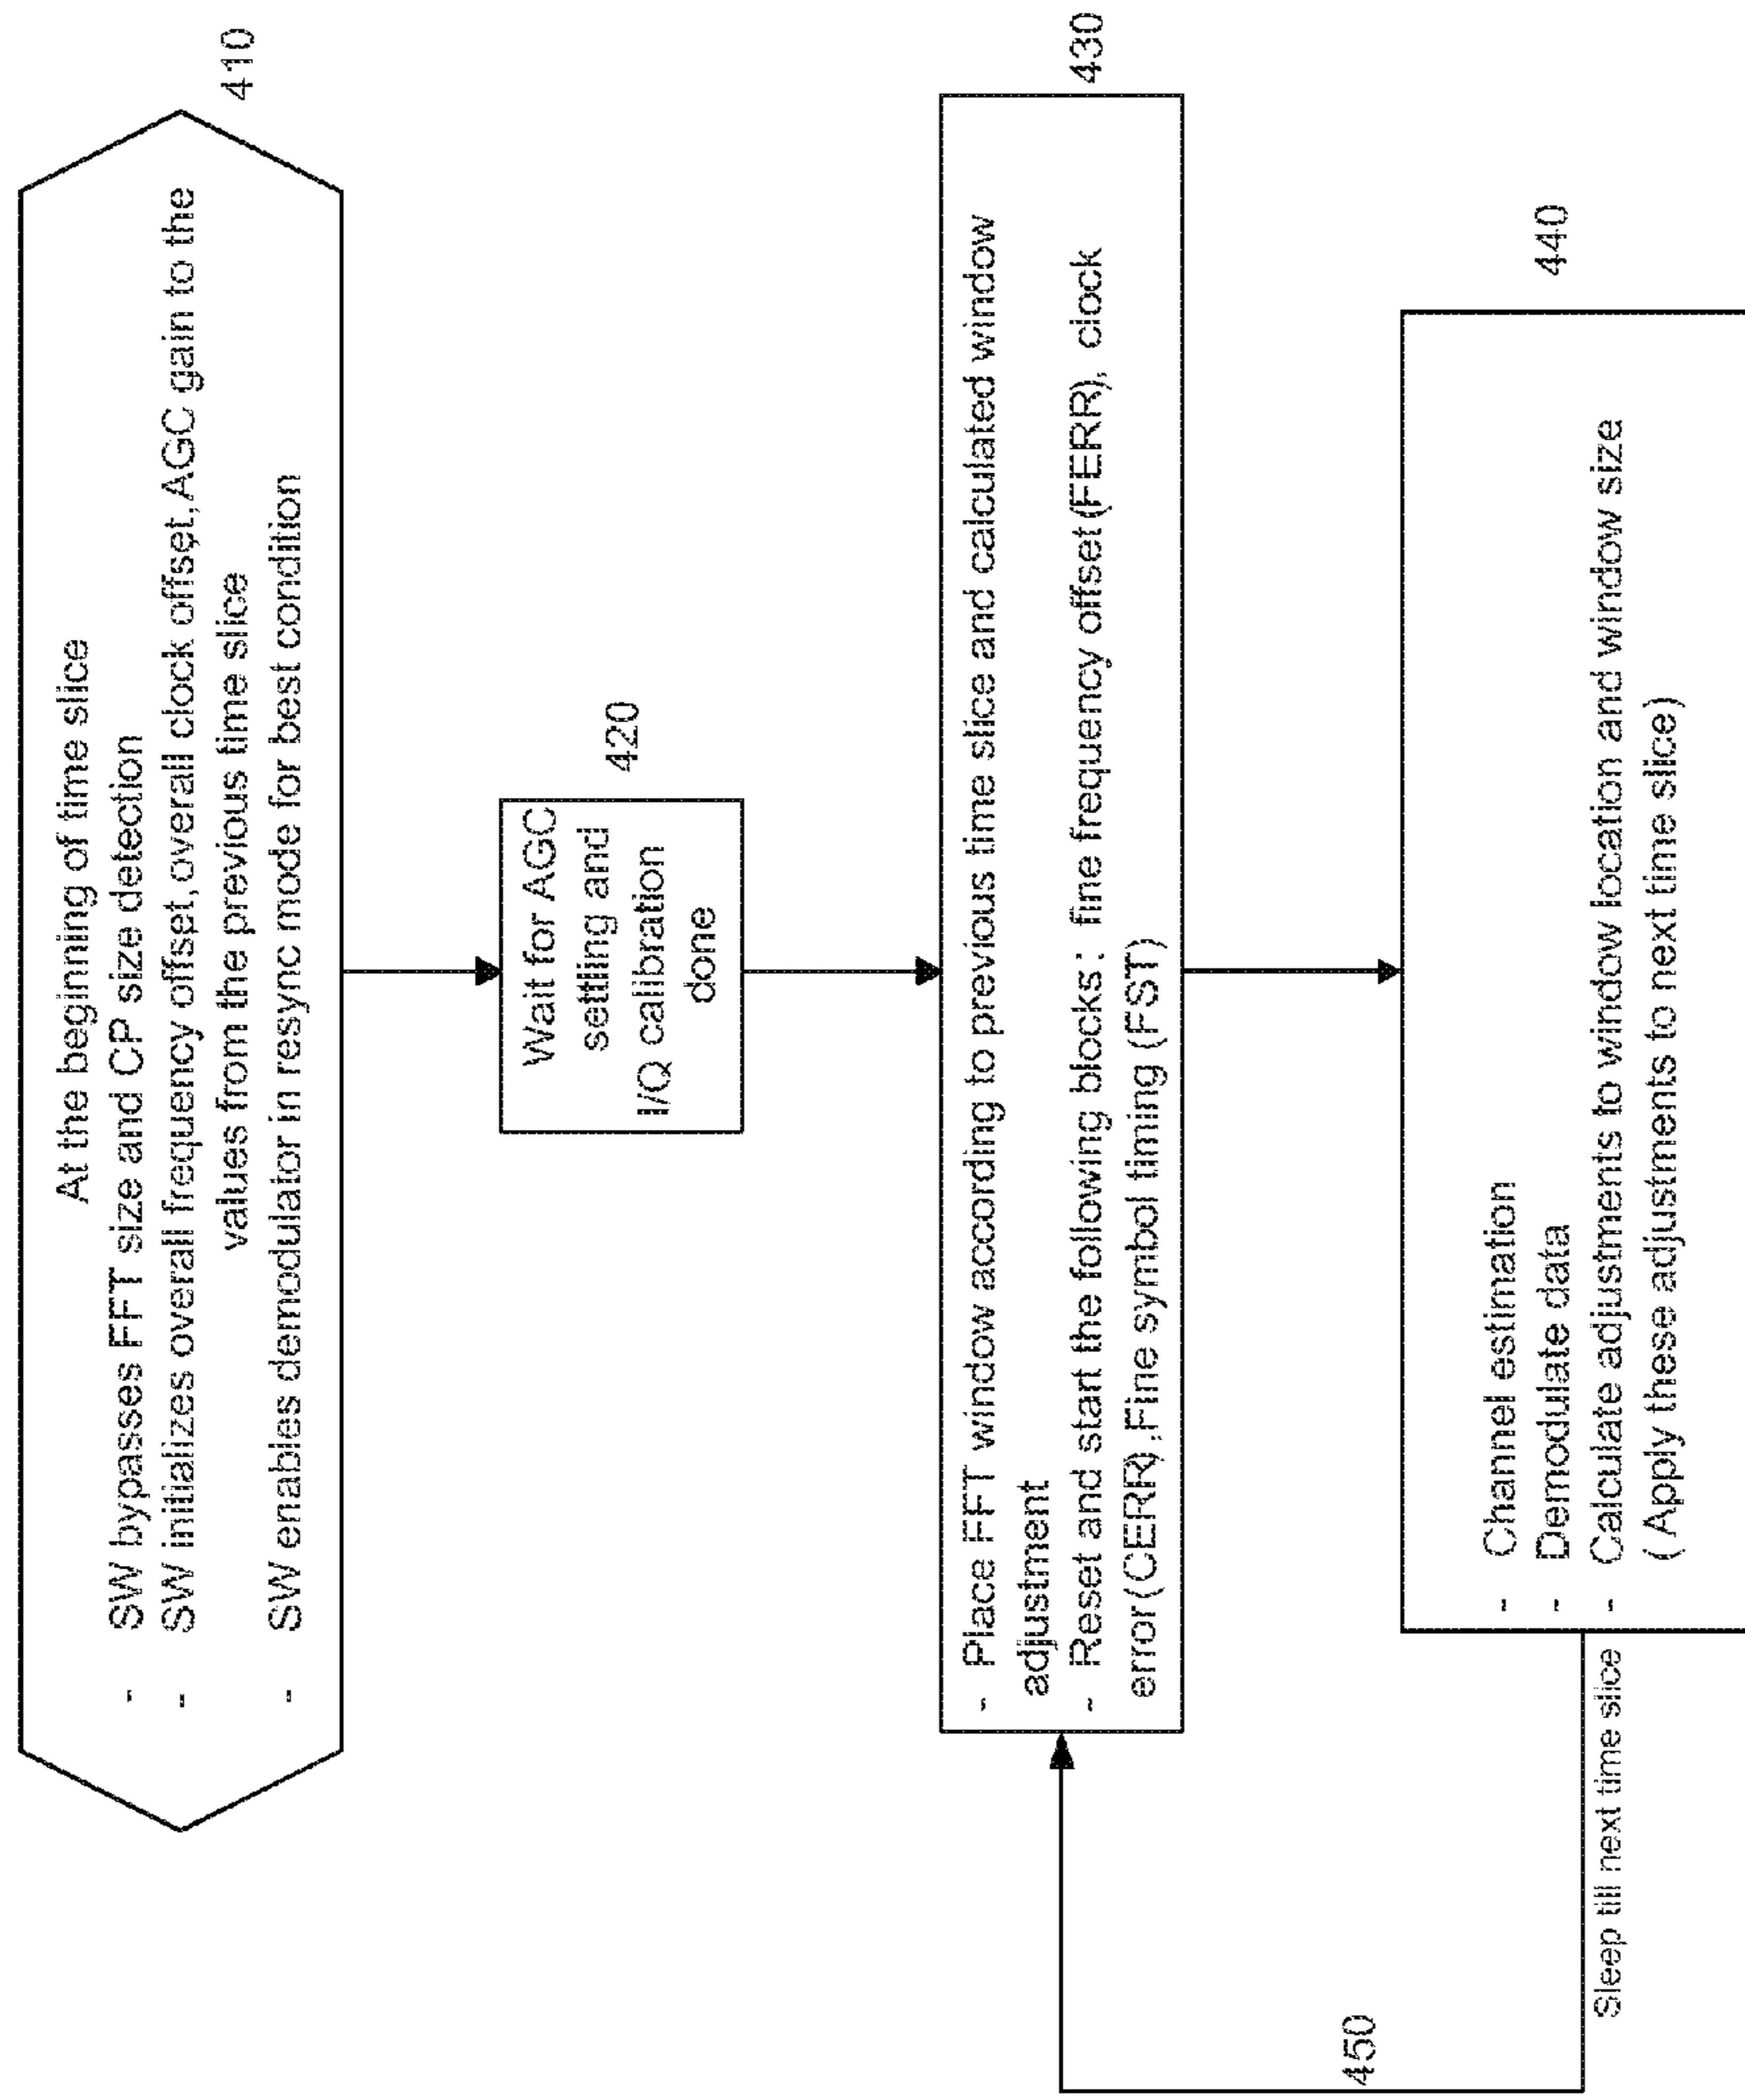 At the beginning of time slice
- SW bypasses FFT size and CP size detection
- SW initializes overall frequency offset,overall clock offset,AGC gain to the
values from the previous time slice
- SW enables demodulator in resync mode for best condition
410
Wait for AGC
settling and
I/Q calibration
done
420
- Place FFT window according to previous time slice and calculated window
adjustment
- Reset and start the following blocks: fine frequency offset(FERR), clock
error(CERR),Fine symbol timing (FST)
430
- Channel estimation
- Demodulate data
- Calculate adjustments to window location and window size
( Apply these adjustments to next time slice)
440
Sleep till next time slice
450